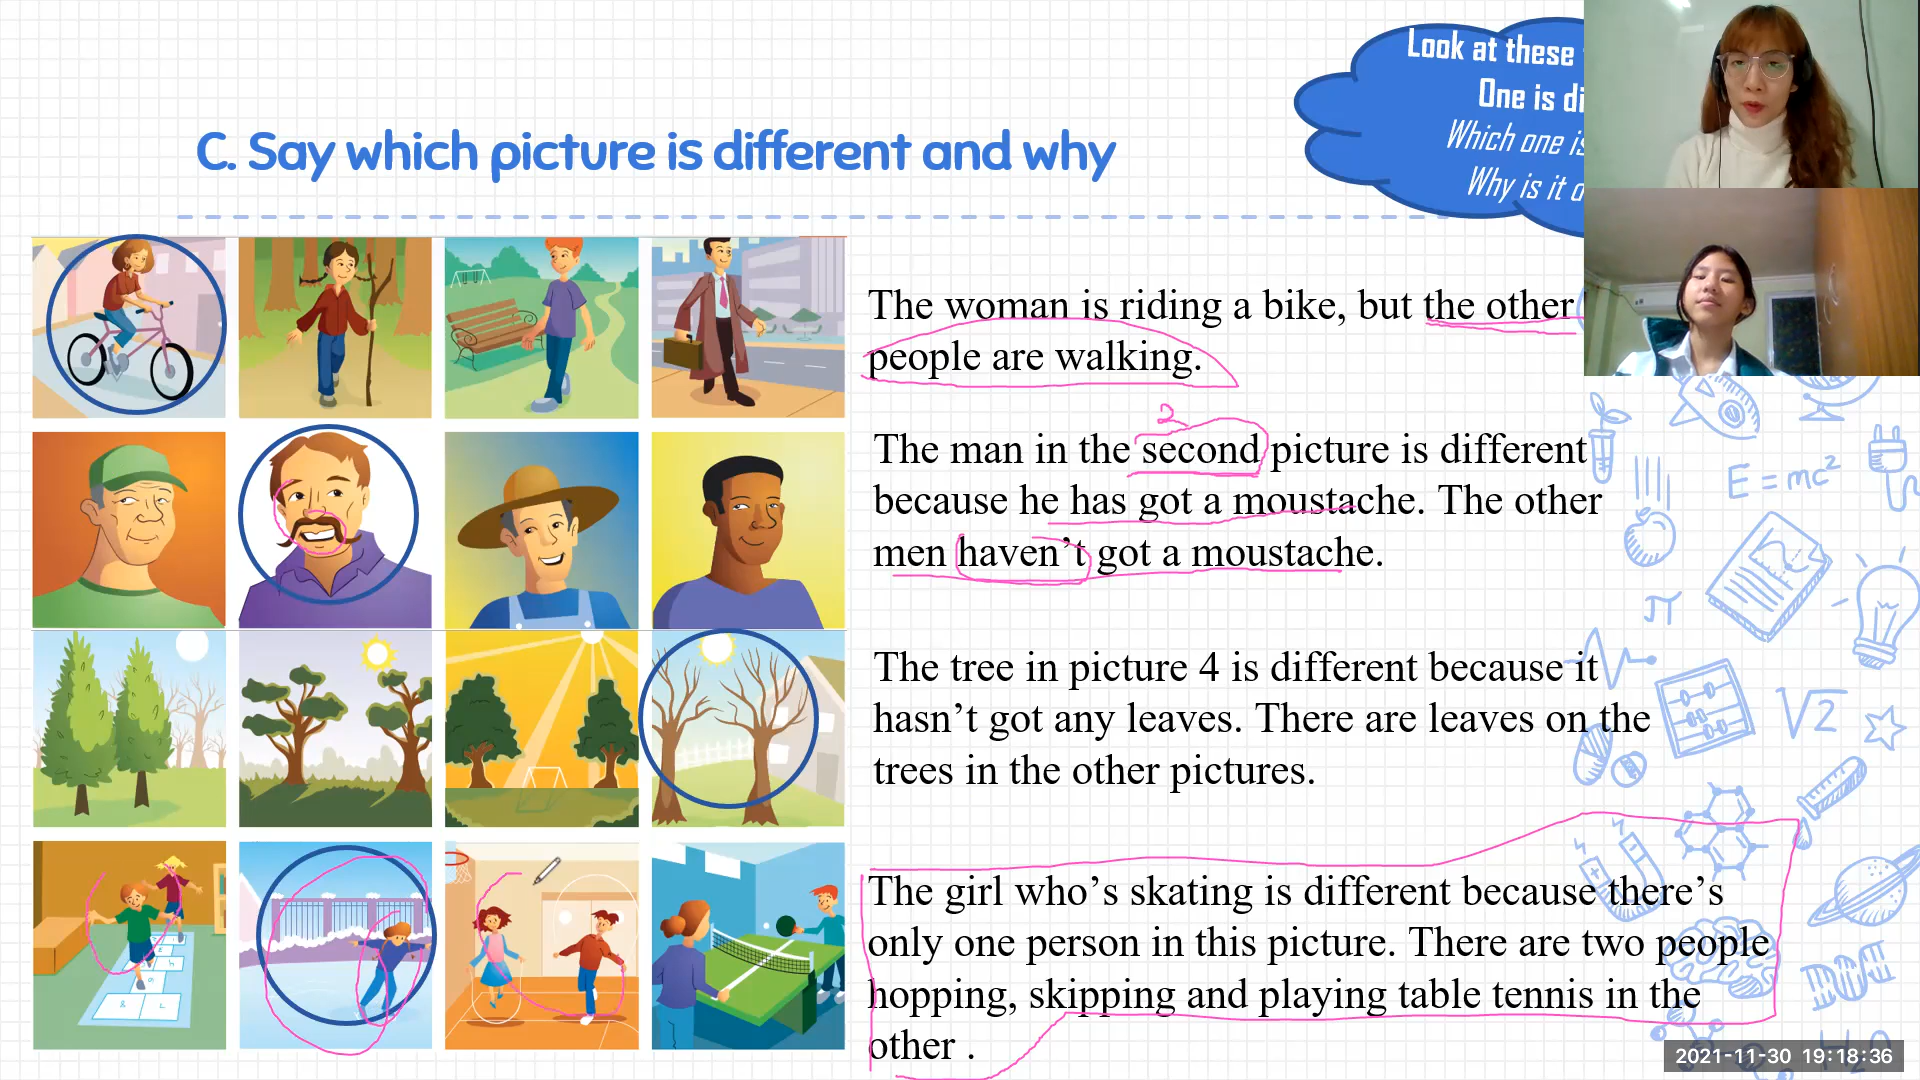 Look at these
One is
Which one is
Why is it
C. Say which picture is different and why
The woman is riding a bike, but the other
people are walking.
2
The man in the second picture is different
because he has got a moustache. The other
men haven’t got a moustache.
E = mc²
π
The tree in picture 4 is different because it
hasn’t got any leaves. There are leaves on the
trees in the other pictures.
√2
The girl who’s skating is different because there’s
only one person in this picture. There are two people
hopping, skipping and playing table tennis in the
other .
2021-11-30 19:18:36